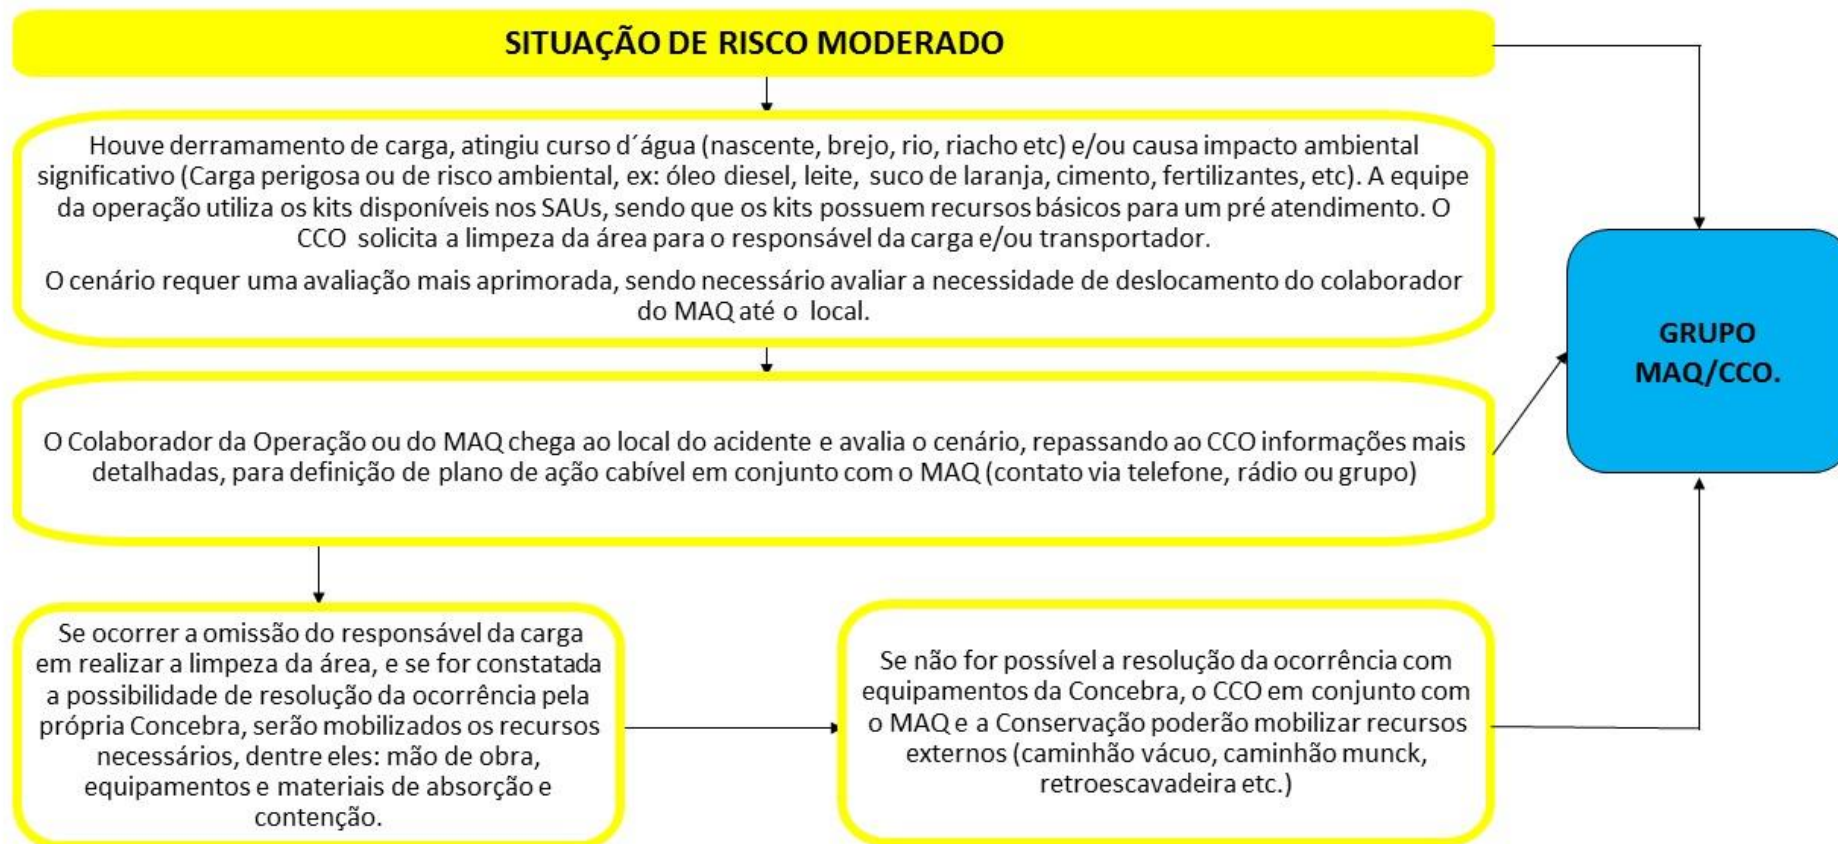 SITUAÇÃO DE RISCO MODERADO
Houve derramamento de carga, atingiu curso d´água (nascente, brejo, rio, riacho etc) e/ou causa impacto ambiental
significativo (Carga perigosa ou de risco ambiental, ex: óleo diesel, leite, suco de laranja, cimento, fertilizantes, etc). A equipe
da operação utiliza os kits disponíveis nos SAUs, sendo que os kits possuem recursos básicos para um pré atendimento. O
CCO solicita a limpeza da área para o responsável da carga e/ou transportador.
O cenário requer uma avaliação mais aprimorada, sendo necessário avaliar a necessidade de deslocamento do colaborador
do MAQ até o local.
GRUPO
MAQ/CCO.
O Colaborador da Operação ou do MAQ chega ao local do acidente e avalia o cenário, repassando ao CCO informações mais
detalhadas, para definição de plano de ação cabível em conjunto com o MAQ (contato via telefone, rádio ou grupo)
Se ocorrer a omissão do responsável da carga
em realizar a limpeza da área, e se for constatada
a possibilidade de resolução da ocorrência pela
própria Concebra, serão mobilizados os recursos
necessários, dentre eles: mão de obra,
equipamentos e materiais de absorção e
contenção.
Se não for possível a resolução da ocorrência com
equipamentos da Concebra, o CCO em conjunto com
o MAQ e a Conservação poderão mobilizar recursos
externos (caminhão vácuo, caminhão munck,
retroescavadeira etc.)